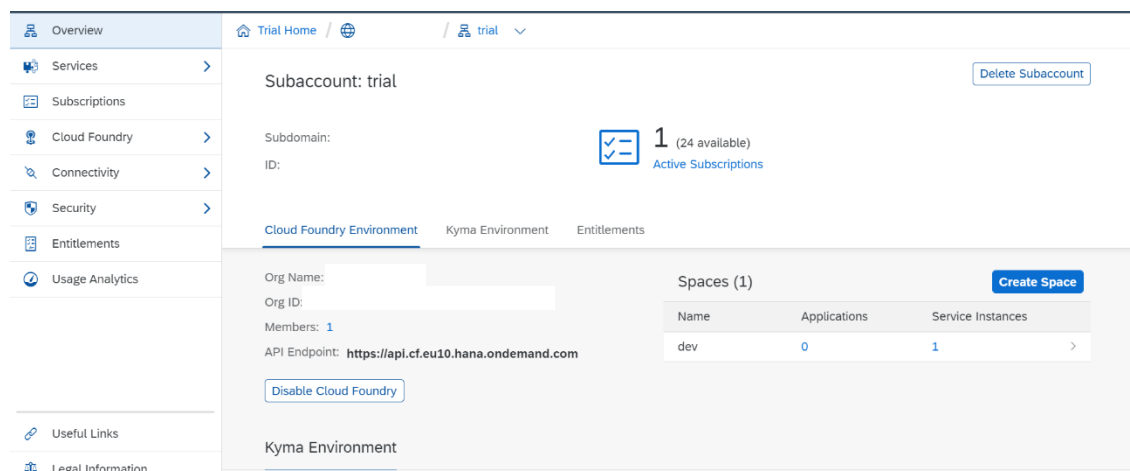 Overview
Services
Subscriptions
Cloud Foundry
Connectivity
Security
Entitlements
Usage Analytics
Useful Links
Legal Information
Trial Home / / trial
Subaccount: trial
Delete Subaccount
Subdomain:
ID:
1 (24 available)
Active Subscriptions
Cloud Foundry Environment Kyma Environment Entitlements
Org Name:
Org ID:
Members: 1
API Endpoint: https://api.cf.eu10.hana.ondemand.com
Disable Cloud Foundry
Spaces (1)
Create Space
Name Applications Service Instances
dev 0 1
Kyma Environment